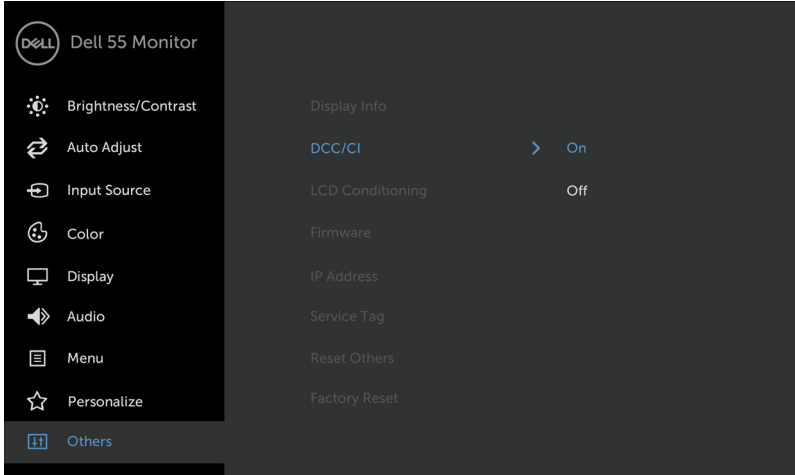 DELL
Dell 55 Monitor
Brightness/Contrast
Auto Adjust
Input Source
Color
Display
Audio
Menu
Personalize
Others
Display Info
DCC/CI
On
LCD Conditioning
Off
Firmware
IP Address
Service Tag
Reset Others
Factory Reset